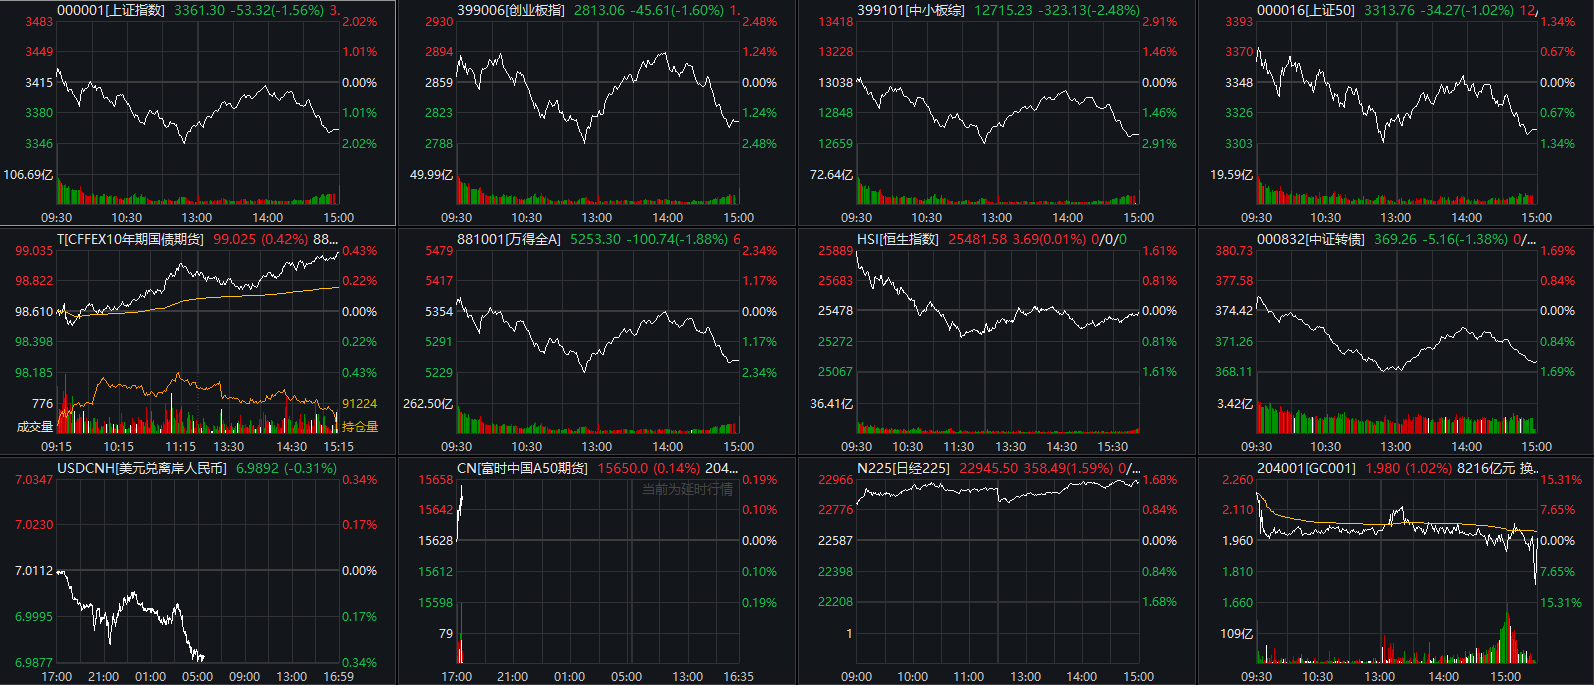 000001[上证指数] 3361.30 -53.32(-1.56%) 3.
3483 2.02%
3449 1.01%
3415 0.00%
3380 1.01%
3346 2.02%
106.69亿
09:30 10:30 13:00 14:00 15:00
399006[创业板指] 2813.06 -45.61(-1.60%) 1.
2930 2.48%
2894 1.24%
2859 0.00%
2823 1.24%
2788 2.48%
49.99亿
09:30 10:30 13:00 14:00 15:00
399101[中小板综] 12715.23 -323.13(-2.48%)
13418 2.91%
13228 1.46%
13038 0.00%
12848 1.46%
12659 2.91%
72.64亿
09:30 10:30 13:00 14:00 15:00
000016[上证50] 3313.76 -34.27(-1.02%) 12/
3393 1.34%
3370 0.67%
3348 0.00%
3326 0.67%
3303 1.34%
19.59亿
09:30 10:30 13:00 14:00 15:00
T[CFFEX10年期国债期货] 99.025 (0.42%) 88...
99.035 0.43%
98.822 0.22%
98.610 0.00%
98.398 0.22%
98.185 0.43%
776 91224
成交量 持仓量
09:15 10:15 11:15 13:30 14:30 15:15
881001[万得全A] 5253.30 -100.74(-1.88%) 6
5479 2.34%
5417 1.17%
5354 0.00%
5291 1.17%
5229 2.34%
262.50亿
09:30 10:30 13:00 14:00 15:00
HSI[恒生指数] 25481.58 3.69(0.01%) 0/0/0
25889 1.61%
25683 0.81%
25478 0.00%
25272 0.81%
25067 1.61%
36.41亿
09:30 10:30 11:30 13:30 14:30 15:30
000832[中证转债] 369.26 -5.16(-1.38%) 0/...
380.73 1.69%
377.58 0.84%
374.42 0.00%
371.26 0.84%
368.11 1.69%
3.42亿
09:30 10:30 13:00 14:00 15:00
USDCNH[美元兑离岸人民币] 6.9892 (-0.31%)
7.0347 0.34%
7.0230 0.17%
7.0112 0.00%
6.9995 0.17%
6.9877 0.34%
17:00 21:00 01:00 05:00 09:00 13:00 16:59
CN[富时中国A50期货] 15650.0 (0.14%) 204...
当前为延时行情
15658 0.19%
15642 0.10%
15628 0.00%
15612 0.10%
15598 0.19%
79
17:00 21:00 01:00 05:00 13:00 16:35
N225[日经225] 22945.50 358.49(1.59%) 0/...
22966 1.68%
22776 0.84%
22587 0.00%
22398 0.84%
22208 1.68%
1
09:00 10:00 11:00 13:00 14:00 15:00
204001[GC001] 1.980 (1.02%) 8216亿元 换..
2.260 15.31%
2.110 7.65%
1.960 0.00%
1.810 7.65%
1.660 15.31%
109亿
09:30 10:30 13:00 14:00 15:00